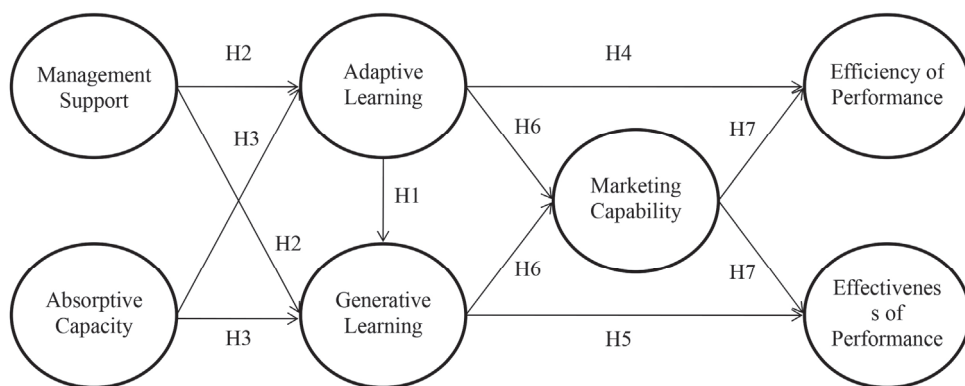 Management
Support
H2
Adaptive
Learning
H4
Efficiency of
Performance
H3
H6
H7
H1
Marketing
Capability
H2
H6
H7
Absorptive
Capacity
H3
Generative
Learning
H5
Effectivenes
s of
Performance